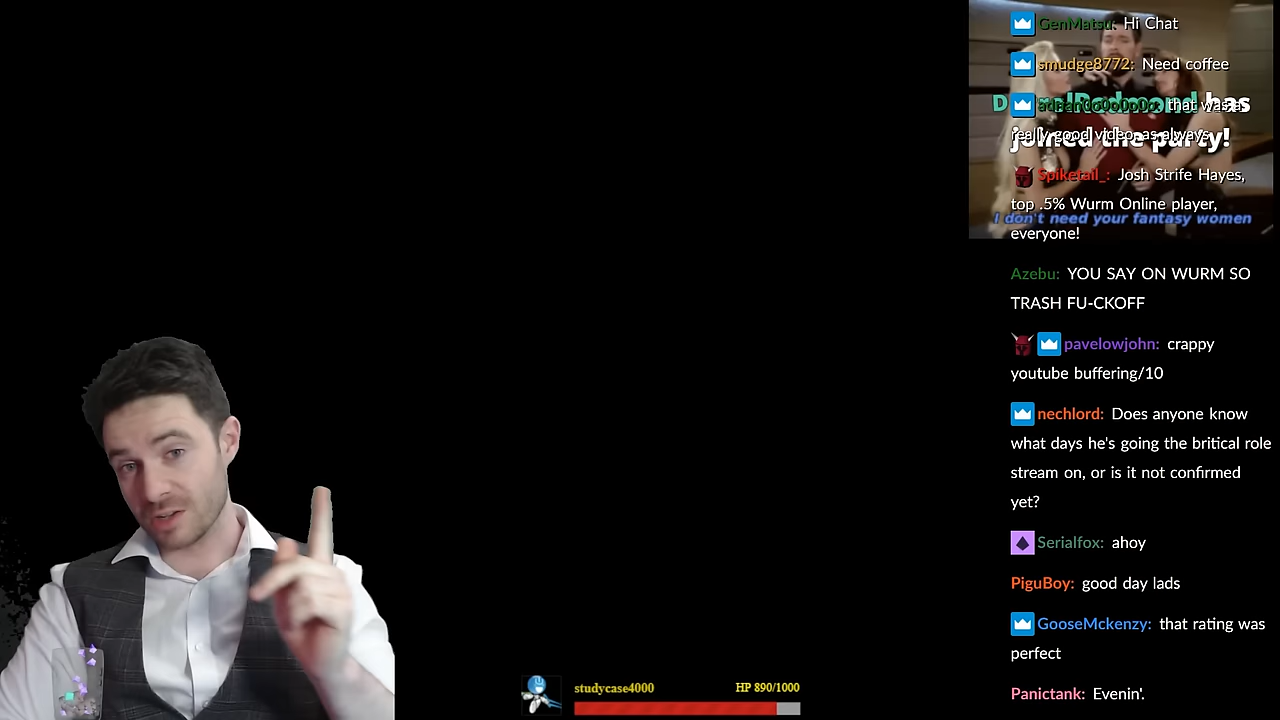 GenMatsu: Hi Chat
smudge8772: Need coffee
that was a
has
really good video as always
joined the party!
Spiketail_: Josh Strife Hayes,
top .5% Wurm Online player,
I don't need your fantasy women
everyone!
Azebu: YOU SAY ON WURM SO
TRASH FU-CKOFF
pavelowjohn: crappy
youtube buffering/10
nechlord: Does anyone know
what days he's going the britical role
stream on, or is it not confirmed
yet?
Serialfox: ahoy
PiguBoy: good day lads
GooseMckenzy: that rating was
perfect
Panictank: Evenin'.
studycase4000
HP 890/1000